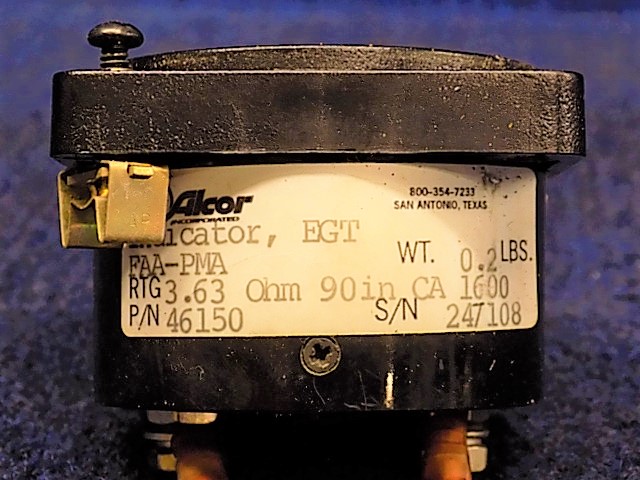 Alcor
INCORPORATED
800-354-7233
SAN ANTONIO, TEXAS
Indicator, EGT
FAA-PMA
WT. 0.2 LBS.
RTG 3.63 Ohm 90in CA 1600
P/N 46150
S/N 247108